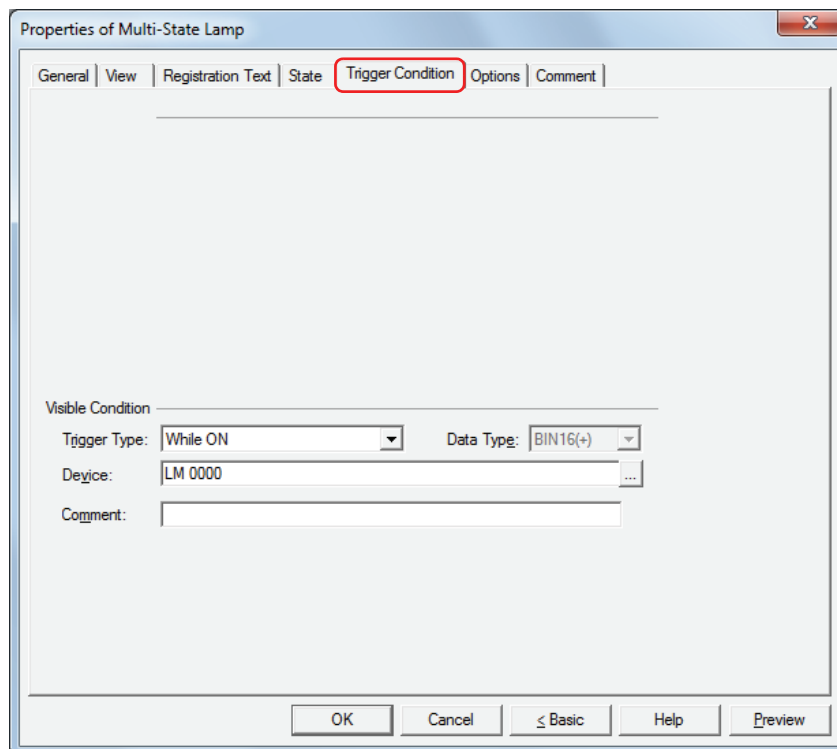 Properties of Multi-State Lamp
General View Registration Text State Trigger Condition Options Comment
Visible Condition
Trigger Type: While ON Data Type: BIN16(+)
Device: LM 0000 ...
Comment:
OK Cancel < Basic Help Preview